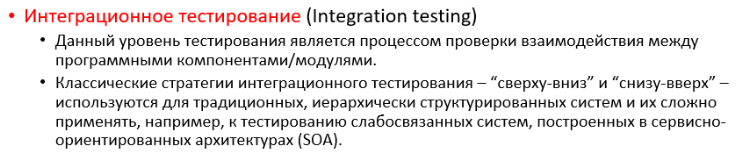 • Интеграционное тестирование (Integration testing)
• Данный уровень тестирования является процессом проверки взаимодействия между
программными компонентами/модулями.
• Классические стратегии интеграционного тестирования – “сверху-вниз” и “снизу-вверх” –
используются для традиционных, иерархически структурированных систем и их сложно
применять, например, к тестированию слабосвязанных систем, построенных в сервисно-
ориентированных архитектурах (SOA).